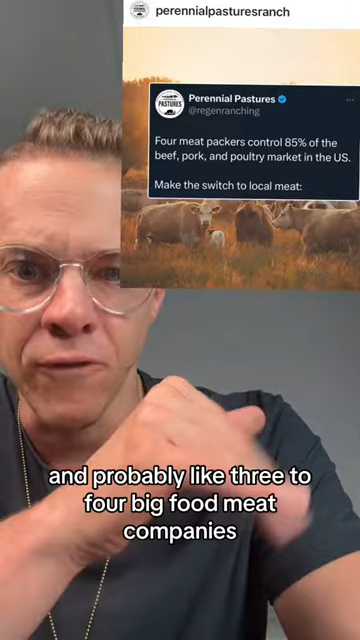 perennialpasturesranch
PASTURES
Perennial Pastures
@regenranching
Four meat packers control 85% of the
beef, pork, and poultry market in the US.
Make the switch to local meat:
and probably like three to
four big food meat
companies